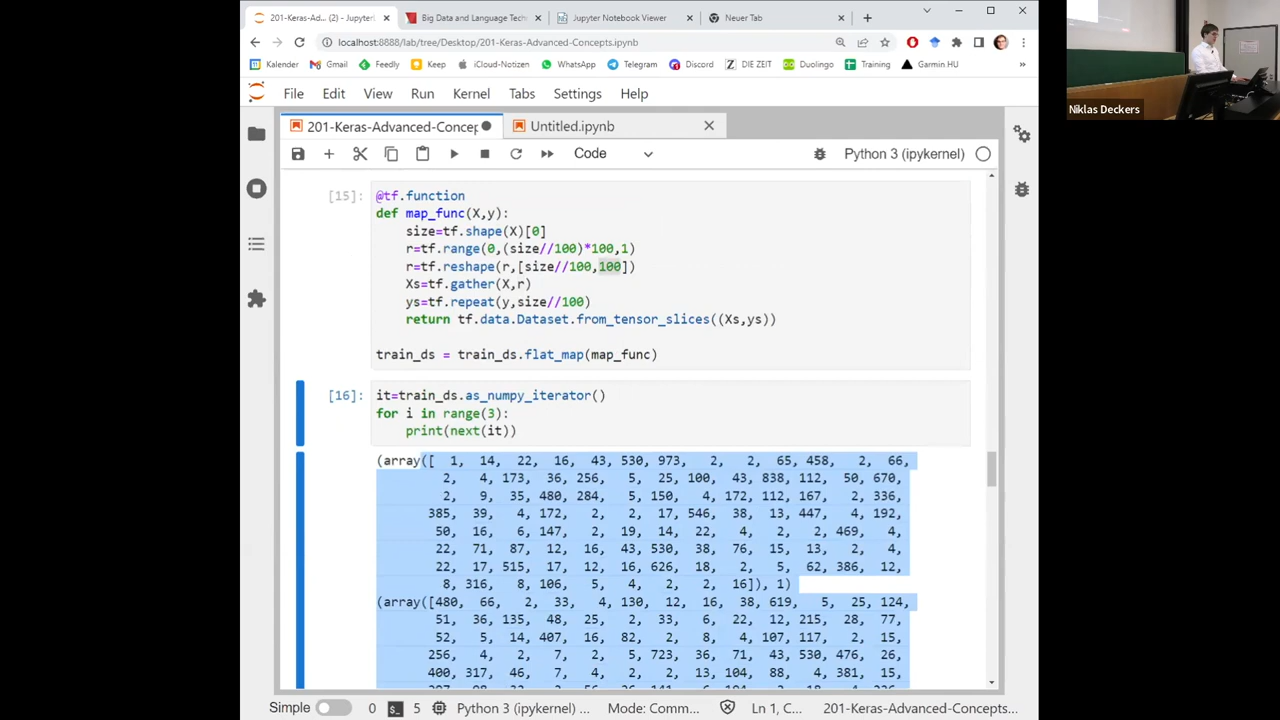 201-Keras-Ad... (2) - Jupyter
Big Data and Language Tech
Jupyter Notebook Viewer
Neuer Tab
localhost:8888/lab/tree/Desktop/201-Keras-Advanced-Concepts.ipynb
Kalender
Gmail
Feedly
Keep
iCloud-Notizen
WhatsApp
Telegram
Discord
DIE ZEIT
Duolingo
Training
Garmin HU
»
File Edit View Run Kernel Tabs Settings Help
201-Keras-Advanced-Concep
Untitled.ipynb
Code
Python 3 (ipykernel)
[15]:
@tf.function
def map_func(X,y):
size=tf.shape(X)[0]
r=tf.range(0,(size//100)*100,1)
r=tf.reshape(r,[size//100,100])
Xs=tf.gather(X,r)
ys=tf.repeat(y,size//100)
return tf.data.Dataset.from_tensor_slices((Xs,ys))
train_ds = train_ds.flat_map(map_func)
[16]:
it=train_ds.as_numpy_iterator()
for i in range(3):
print(next(it))
(array([ 1, 14, 22, 16, 43, 530, 973, 2, 2, 65, 458, 2, 66,
2, 4, 173, 36, 256, 5, 25, 100, 43, 838, 112, 50, 670,
2, 9, 35, 480, 284, 5, 150, 4, 172, 112, 167, 2, 336,
385, 39, 4, 172, 2, 2, 17, 546, 38, 13, 447, 4, 192,
50, 16, 6, 147, 2, 19, 14, 22, 4, 2, 2, 469, 4,
22, 71, 87, 12, 16, 43, 530, 38, 76, 15, 13, 2, 4,
22, 17, 515, 17, 12, 16, 626, 18, 2, 5, 62, 386, 12,
8, 316, 8, 106, 5, 4, 2, 2, 16]), 1)
(array([480, 66, 2, 33, 4, 130, 12, 16, 38, 619, 5, 25, 124,
51, 36, 135, 48, 25, 2, 33, 6, 22, 12, 215, 28, 77,
52, 5, 14, 407, 16, 82, 2, 8, 4, 107, 117, 2, 15,
256, 4, 2, 7, 2, 5, 723, 36, 71, 43, 530, 476, 26,
400, 317, 46, 7, 4, 2, 2, 13, 104, 88, 4, 381, 15,
Simple
0
5
Python 3 (ipykernel)
Mode: Comm...
Ln 1, C...
201-Keras-Advanced-Concepts...
Niklas Deckers